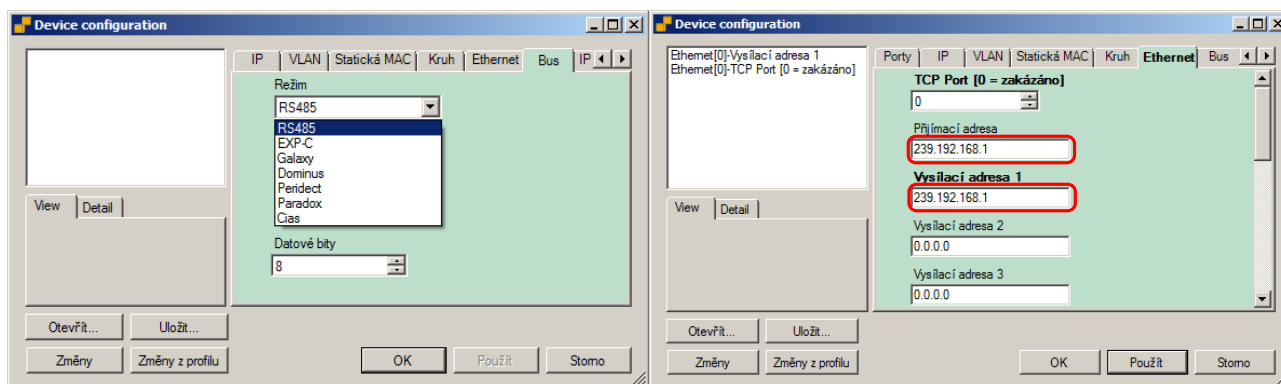 Device configuration
IP VLAN Statická MAC Kruh Ethernet Bus IP
Režim
RS485
RS485
EXP-C
Galaxy
Dominus
Peridect
Paradox
Cias
Datové bity
8
View Detail
Otevřít... Uložit...
Změny Změny z profilu OK Použít Storno
Device configuration
Ethernet[0]-Vysílací adresa 1
Ethernet[0]-TCP Port [0 = zakázáno]
Porty IP VLAN Statická MAC Kruh Ethernet Bus
TCP Port [0 = zakázáno]
0
Přijímací adresa
239.192.168.1
Vysílací adresa 1
239.192.168.1
Vysílací adresa 2
0.0.0.0
Vysílací adresa 3
0.0.0.0
View Detail
Otevřít... Uložit...
Změny Změny z profilu OK Použít Storno